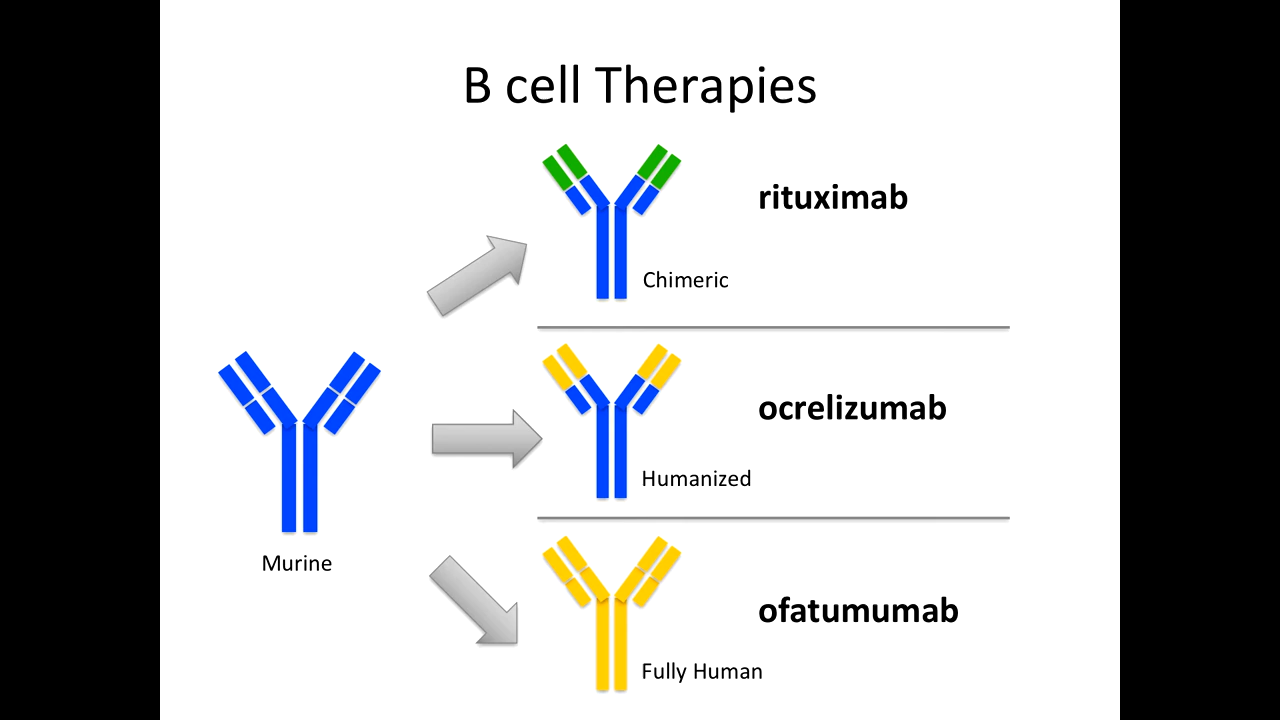 B cell Therapies
rituximab
Chimeric
ocrelizumab
Humanized
Murine
ofatumumab
Fully Human